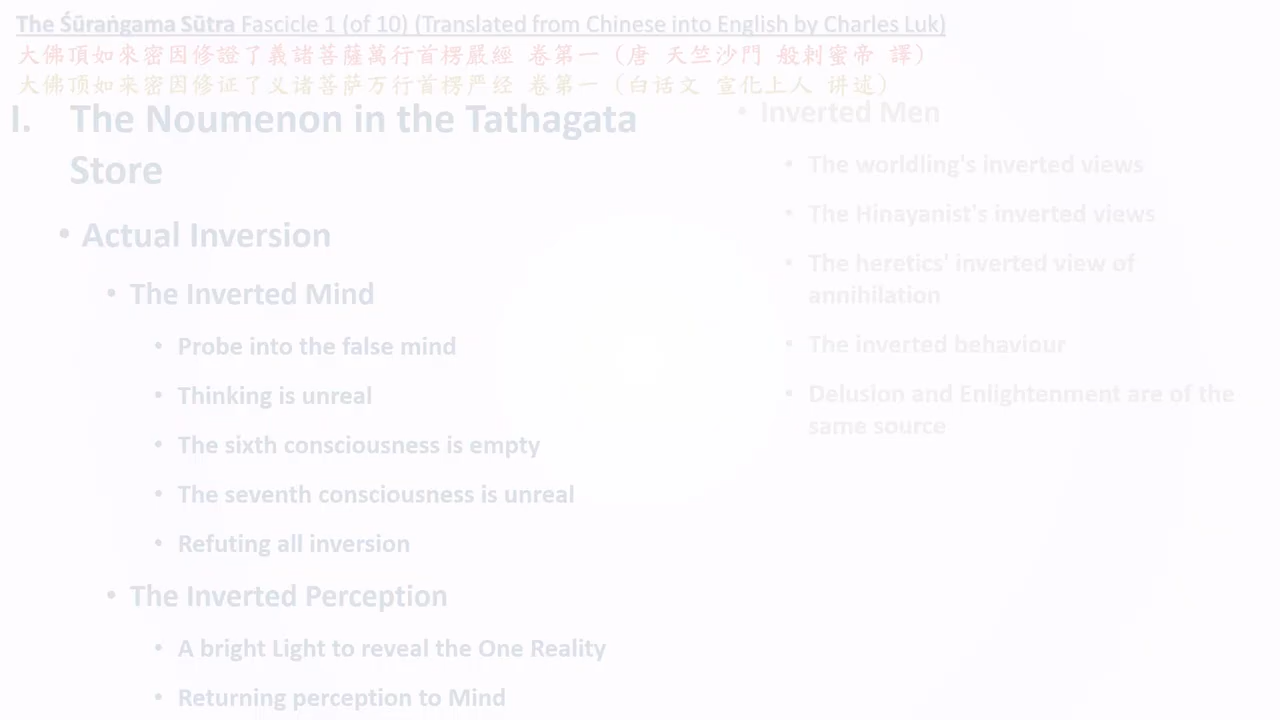 The Śūraṅgama Sūtra Fascicle 1 (of 10) (Translated from Chinese into English by Charles Luk)
大佛頂如來密因修證了義諸菩薩萬行首楞嚴經 卷第一（唐 天竺沙門 般剌蜜帝 譯）
大佛顶如来密因修证了义诸菩萨万行首楞严经 卷第一（白话文 宣化上人 讲述）
I. The Noumenon in the Tathagata
Store
• Actual Inversion
• The Inverted Mind
• Probe into the false mind
• Thinking is unreal
• The sixth consciousness is empty
• The seventh consciousness is unreal
• Refuting all inversion
• The Inverted Perception
• A bright Light to reveal the One Reality
• Returning perception to Mind
• Inverted Men
• The worldling's inverted views
• The Hinayanist's inverted views
• The heretics' inverted view of
annihilation
• The inverted behaviour
• Delusion and Enlightenment are of the
same source